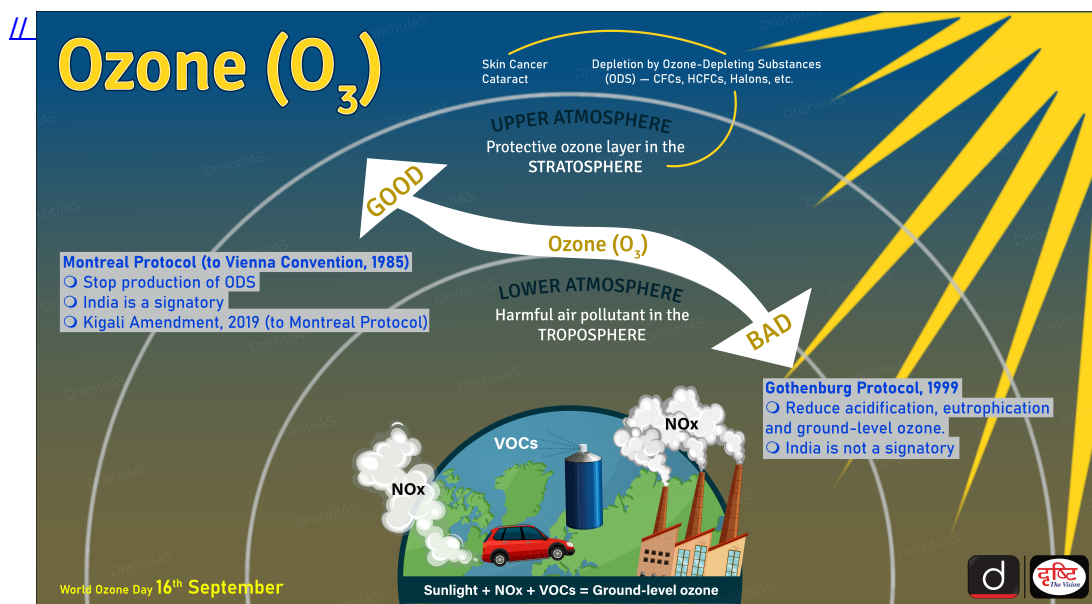 //
Ozone (O₃)
Skin Cancer
Cataract
Depletion by Ozone-Depleting Substances
(ODS) — CFCs, HCFCs, Halons, etc.
UPPER ATMOSPHERE
Protective ozone layer in the
STRATOSPHERE
GOOD
Ozone (O₃)
BAD
Montreal Protocol (to Vienna Convention, 1985)
❍ Stop production of ODS
❍ India is a signatory
❍ Kigali Amendment, 2019 (to Montreal Protocol)
LOWER ATMOSPHERE
Harmful air pollutant in the
TROPOSPHERE
Gothenburg Protocol, 1999
❍ Reduce acidification, eutrophication
and ground-level ozone.
❍ India is not a signatory
NOx
VOCs
NOx
Sunlight + NOx + VOCs = Ground-level ozone
World Ozone Day 16th September
d
दृष्टि
The Vision
DrishtiIAS